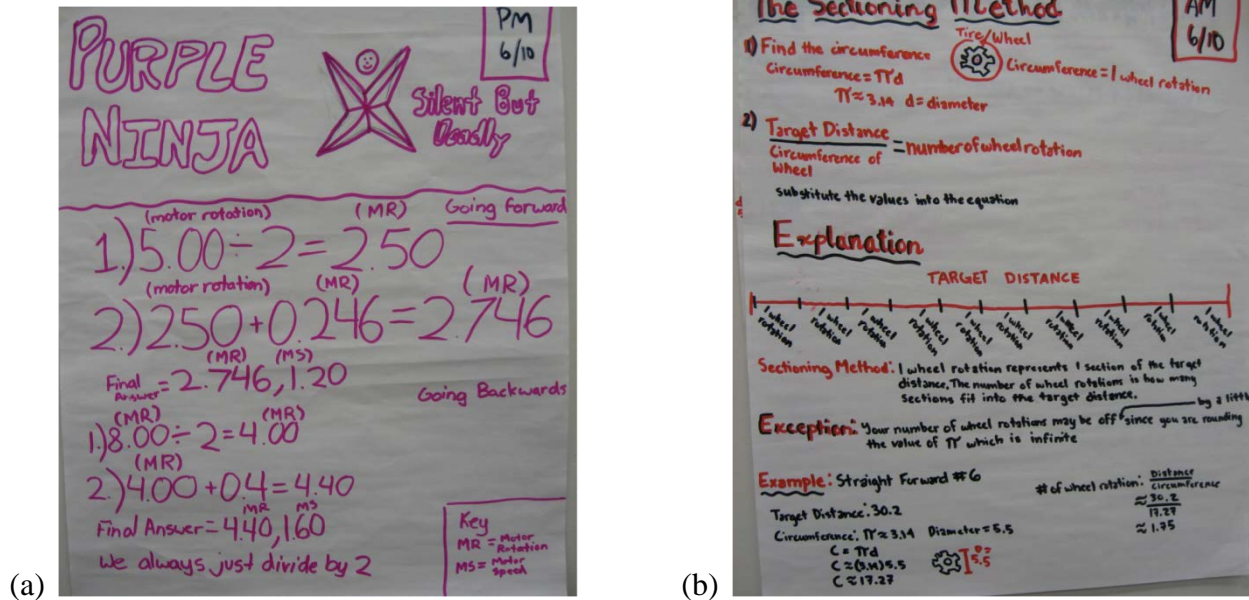 PURPLE
NINJA
Silent But
Deadly
PM
6/10
(motor rotation) (MR) Going forward
1.) 5.00 ÷ 2 = 2.50
(motor rotation) (MR) (MR)
2.) 2.50 + 0.246 = 2.746
(MR) (MS)
Final Answer = 2.746, 1.20
Going Backwards
(MR) (MR)
1.) 8.00 ÷ 2 = 4.00
(MR)
2.) 4.00 + 0.4 = 4.40
MR MS
Final Answer = 4.40, 1.60
We always just divide by 2
Key
MR = Motor
Rotation
MS = Motor
Speed
(a)
The Sectioning Method
AM
6/10
1) Find the circumference
Circumference = πd
π ≈ 3.14 d = diameter
Tire/Wheel
Circumference = 1 wheel rotation
2) Target Distance
Circumference of
Wheel
= number of wheel rotation
substitute the values into the equation
Explanation
TARGET DISTANCE
1 wheel rotation
1 wheel rotation
1 wheel rotation
1 wheel rotation
1 wheel rotation
1 wheel rotation
1 wheel rotation
1 wheel rotation
1 wheel rotation
1 wheel rotation
Sectioning Method: 1 wheel rotation represents 1 section of the target
distance. The number of wheel rotations is how many
sections fit into the target distance.
by a little
Exception: Your number of wheel rotations may be off since you are rounding
the value of π which is infinite
Example: Straight Forward #6
Target Distance: 30.2
Circumference: π ≈ 3.14 Diameter = 5.5
C = πd
C ≈ (3.14) 5.5
C ≈ 17.27
D =
5.5
# of wheel rotation: Distance
Circumference
≈ 30.2
17.27
≈ 1.75
(b)